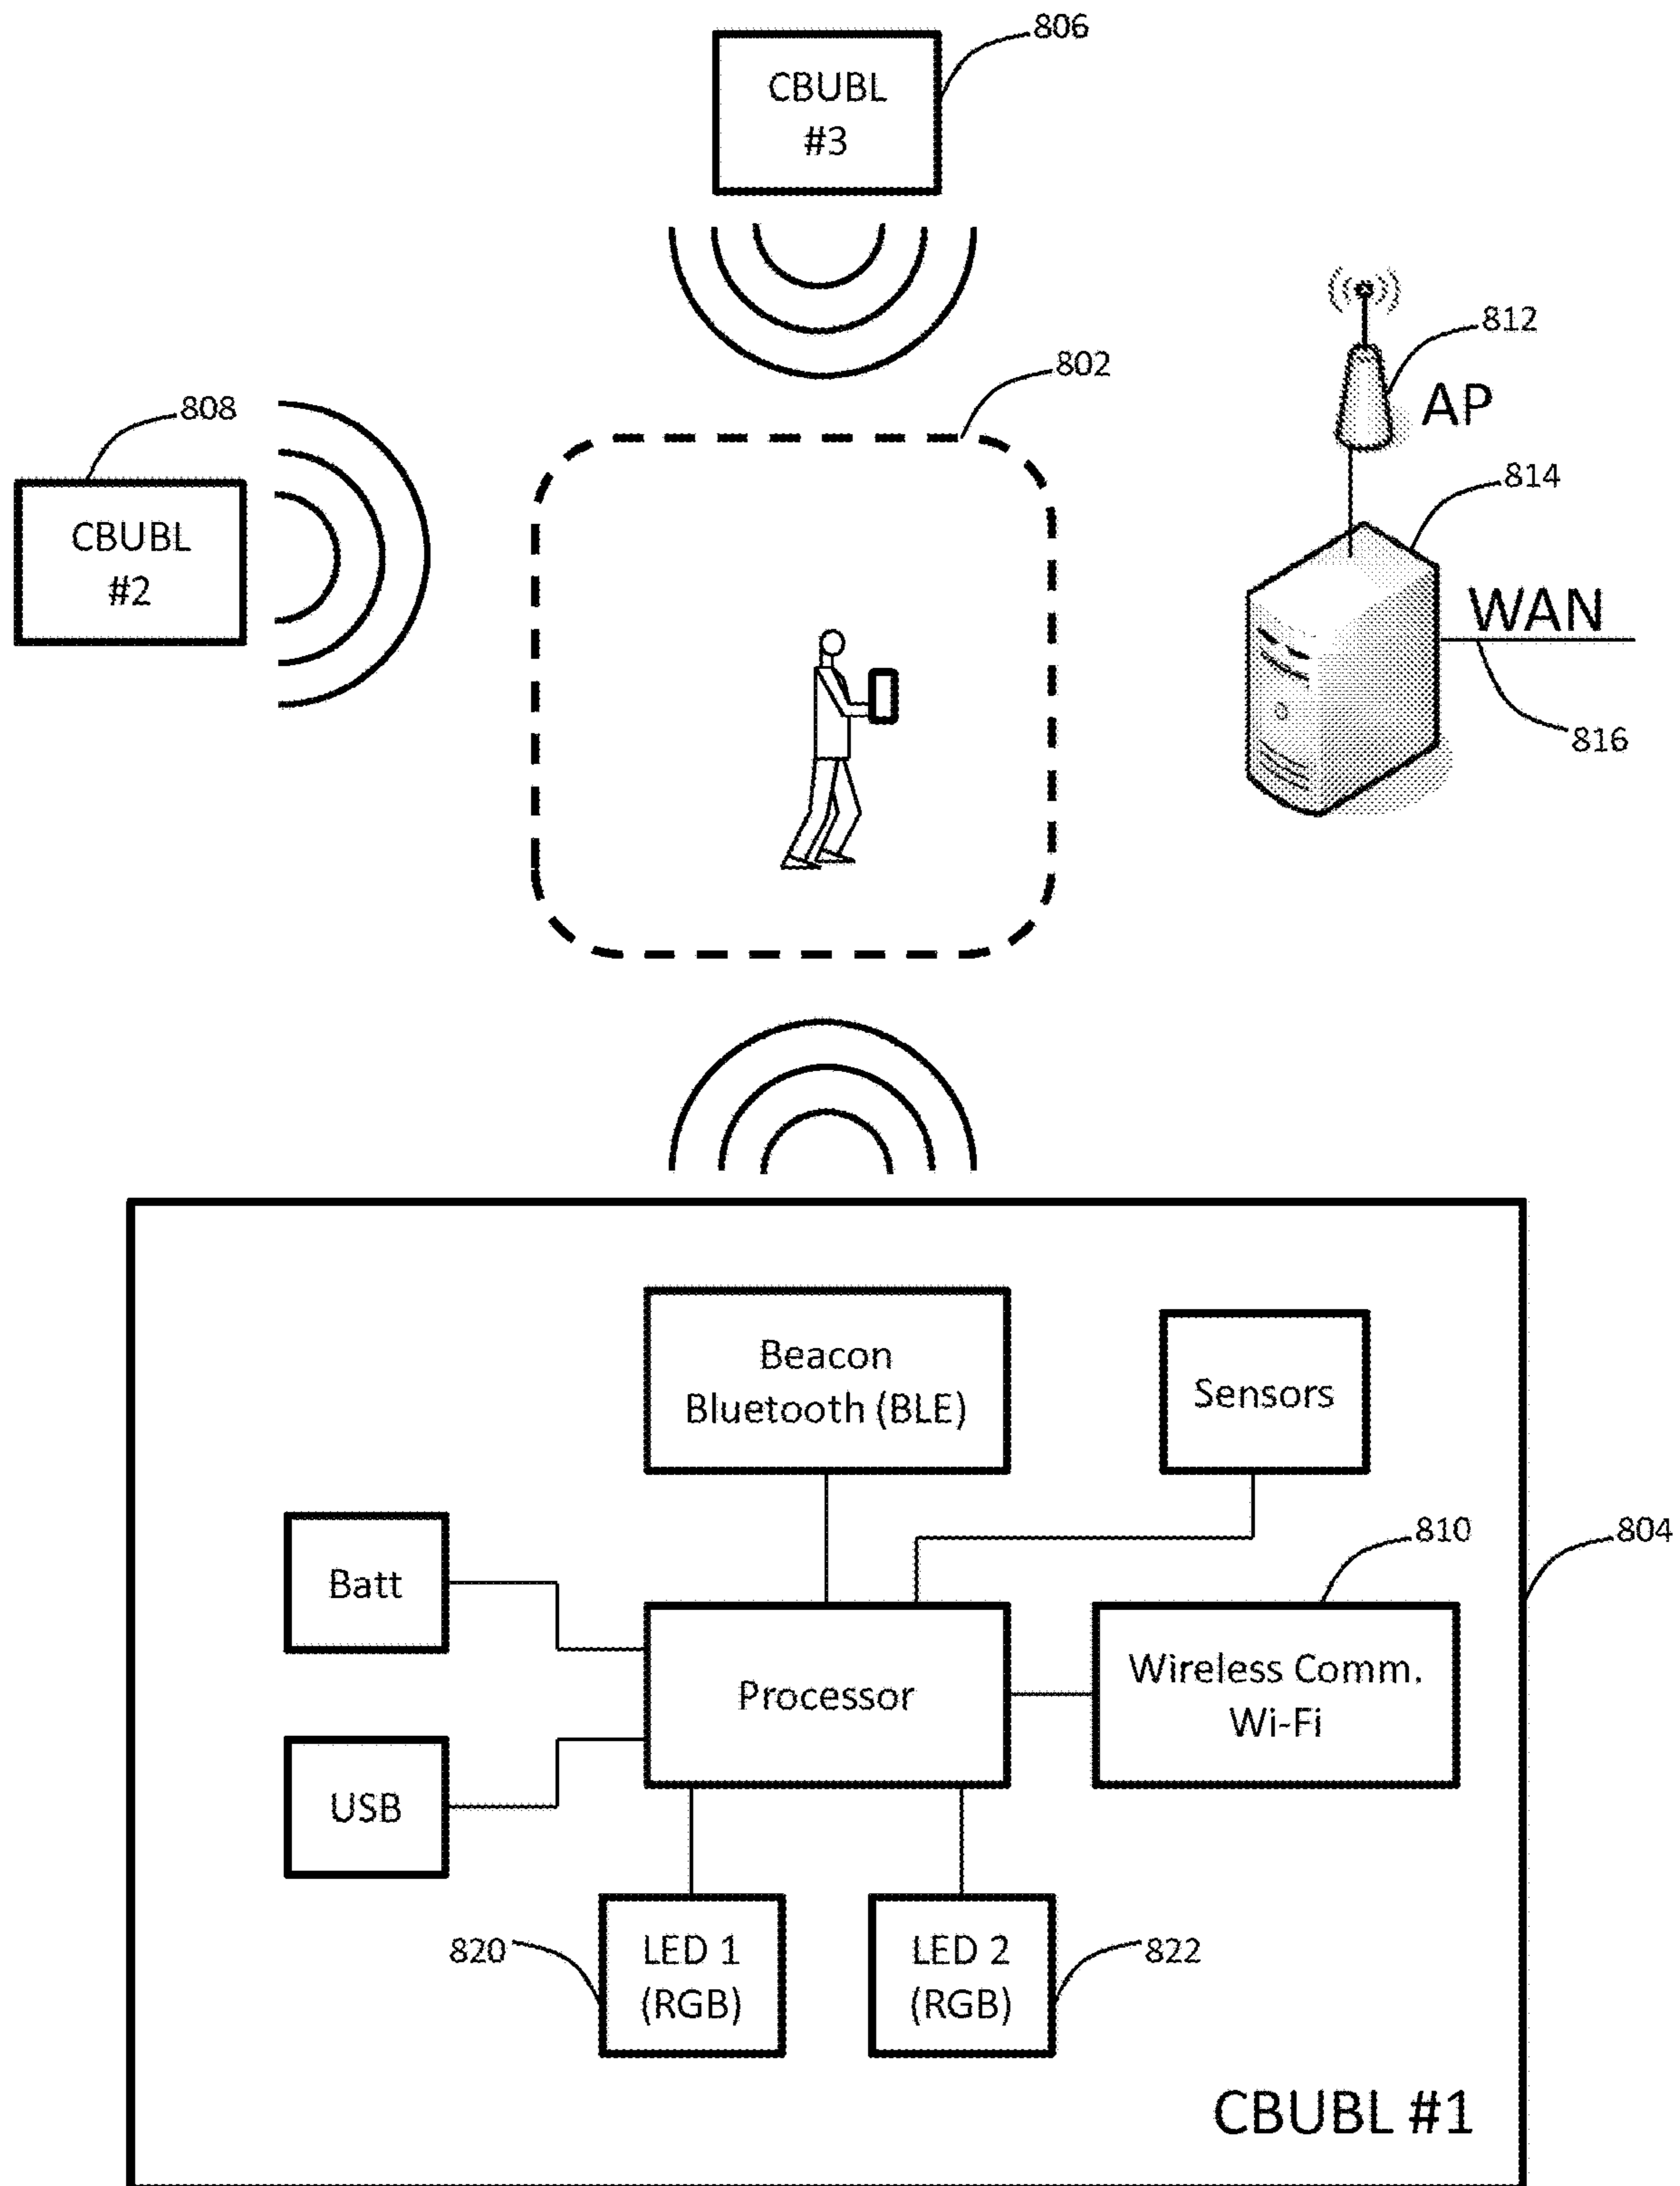 806
CBUBL
#3
812
AP
802
808
CBUBL
#2
814
WAN
816
Beacon
Bluetooth (BLE)
Sensors
810
804
Batt
Processor
Wireless Comm.
Wi-Fi
USB
820
LED 1
(RGB)
LED 2
(RGB)
822
CBUBL #1